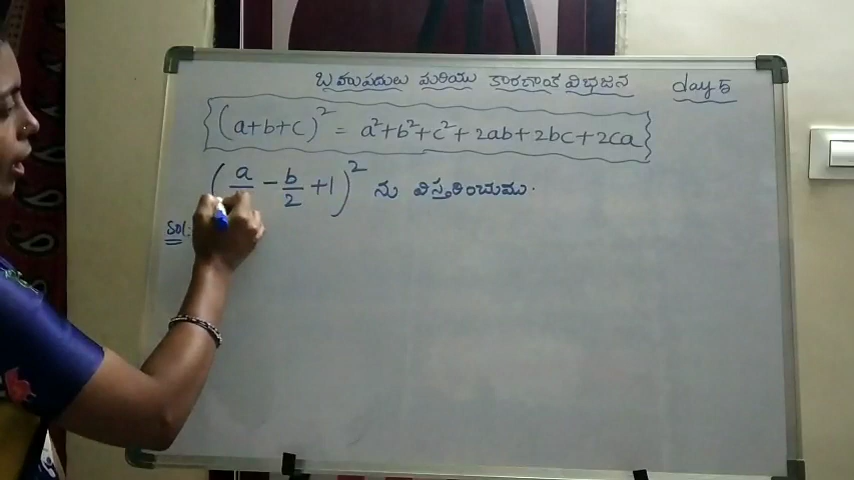 బహుపదులు మరియు కారణాంక విభజన day 5
(a+b+c)² = a²+b²+c²+2ab+2bc+2ca
(a/ - b/2 + 1)² ను విస్తరించుము.
Sol: